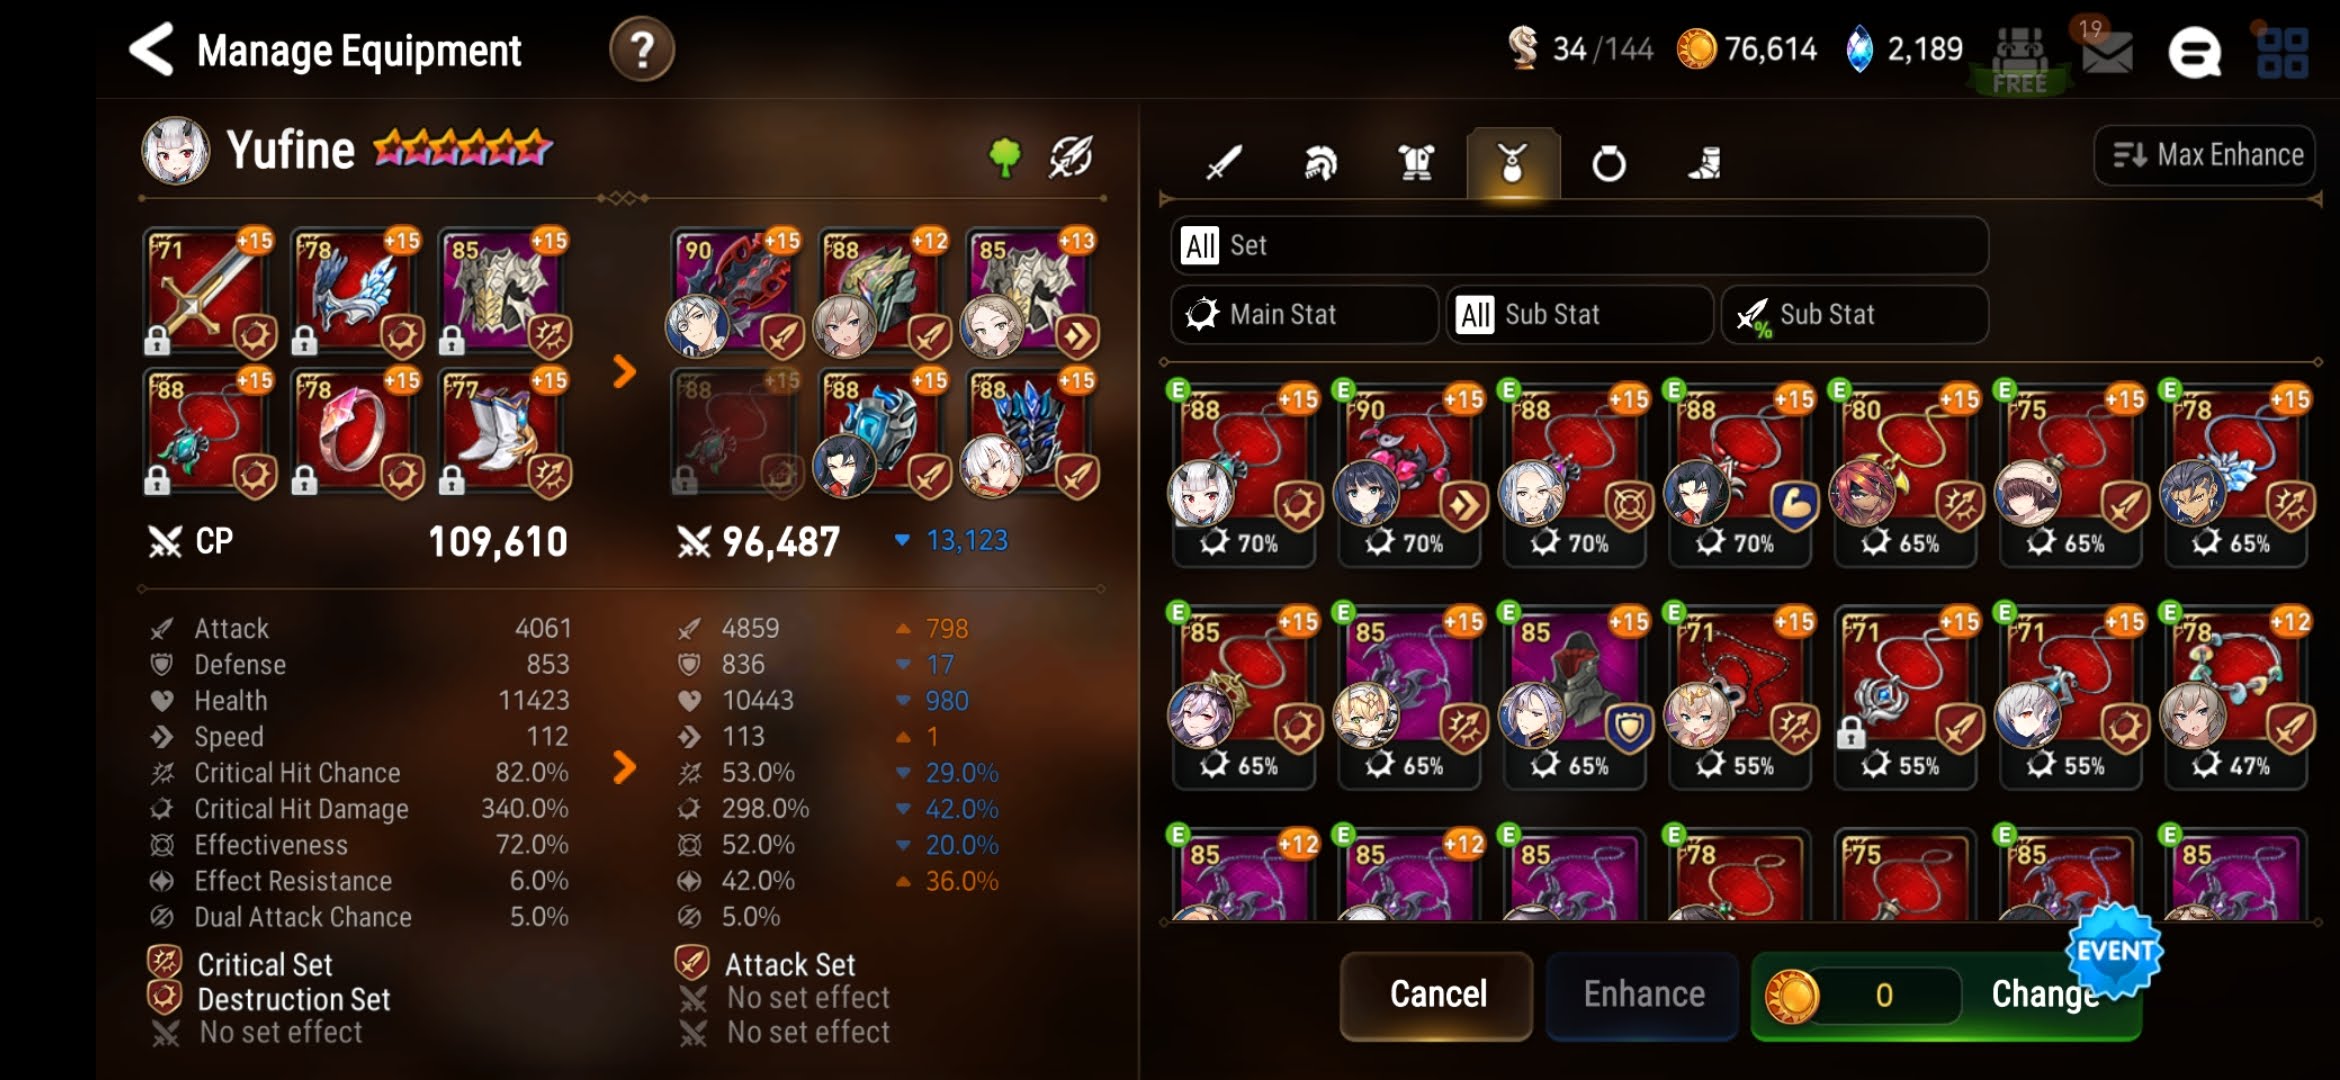 Manage Equipment
?
34/144
76,614
2,189
FREE
19
Yufine
Max Enhance
71 +15
78 +15
85 +15
90 +15
88 +12
85 +13
88 +15
78 +15
77 +15
88 +15
88 +15
88 +15
CP 109,610
96,487 13,123
Attack 4061 4859 798
Defense 853 836 17
Health 11423 10443 980
Speed 112 113 1
Critical Hit Chance 82.0% 53.0% 29.0%
Critical Hit Damage 340.0% 298.0% 42.0%
Effectiveness 72.0% 52.0% 20.0%
Effect Resistance 6.0% 42.0% 36.0%
Dual Attack Chance 5.0% 5.0%
Critical Set
Destruction Set
No set effect
Attack Set
No set effect
No set effect
All Set
Main Stat
All Sub Stat
% Sub Stat
E 88 +15 70%
E 90 +15 70%
E 88 +15 70%
E 88 +15 70%
E 80 +15 65%
E 75 +15 65%
E 78 +15 65%
E 85 +15 65%
E 85 +15 65%
E 85 +15 65%
E 71 +15 55%
71 +15 55%
E 71 +15 55%
E 78 +12 47%
E 85 +12
E 85 +12
E 85
E 78
75
E 85
E 85
Cancel
Enhance
0 Change
EVENT